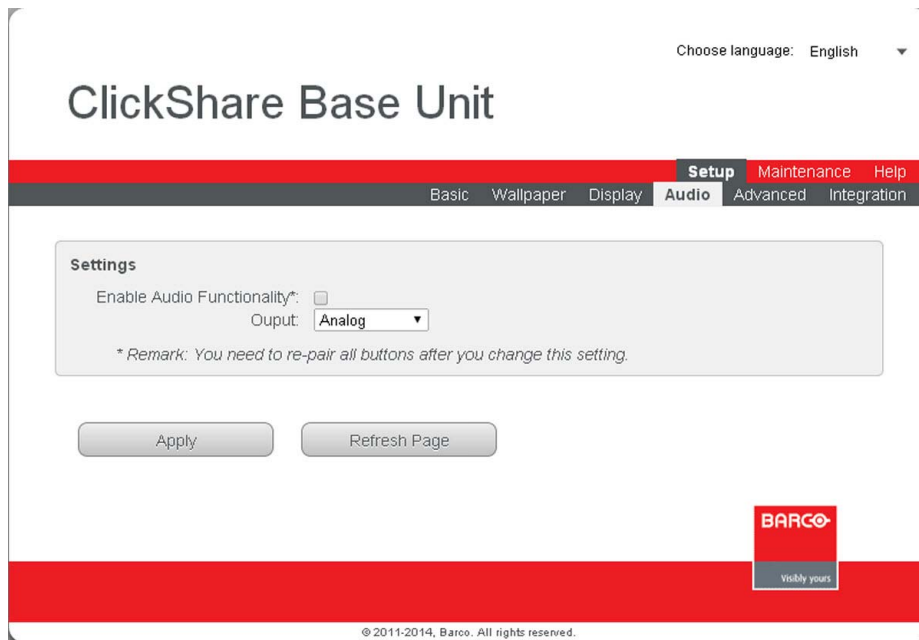 Choose language: English
ClickShare Base Unit
Setup Maintenance Help
Basic Wallpaper Display Audio Advanced Integration
Settings
Enable Audio Functionality*:
Ouput: Analog
* Remark: You need to re-pair all buttons after you change this setting.
Apply Refresh Page
BARCO
Visibly yours
© 2011-2014, Barco. All rights reserved.